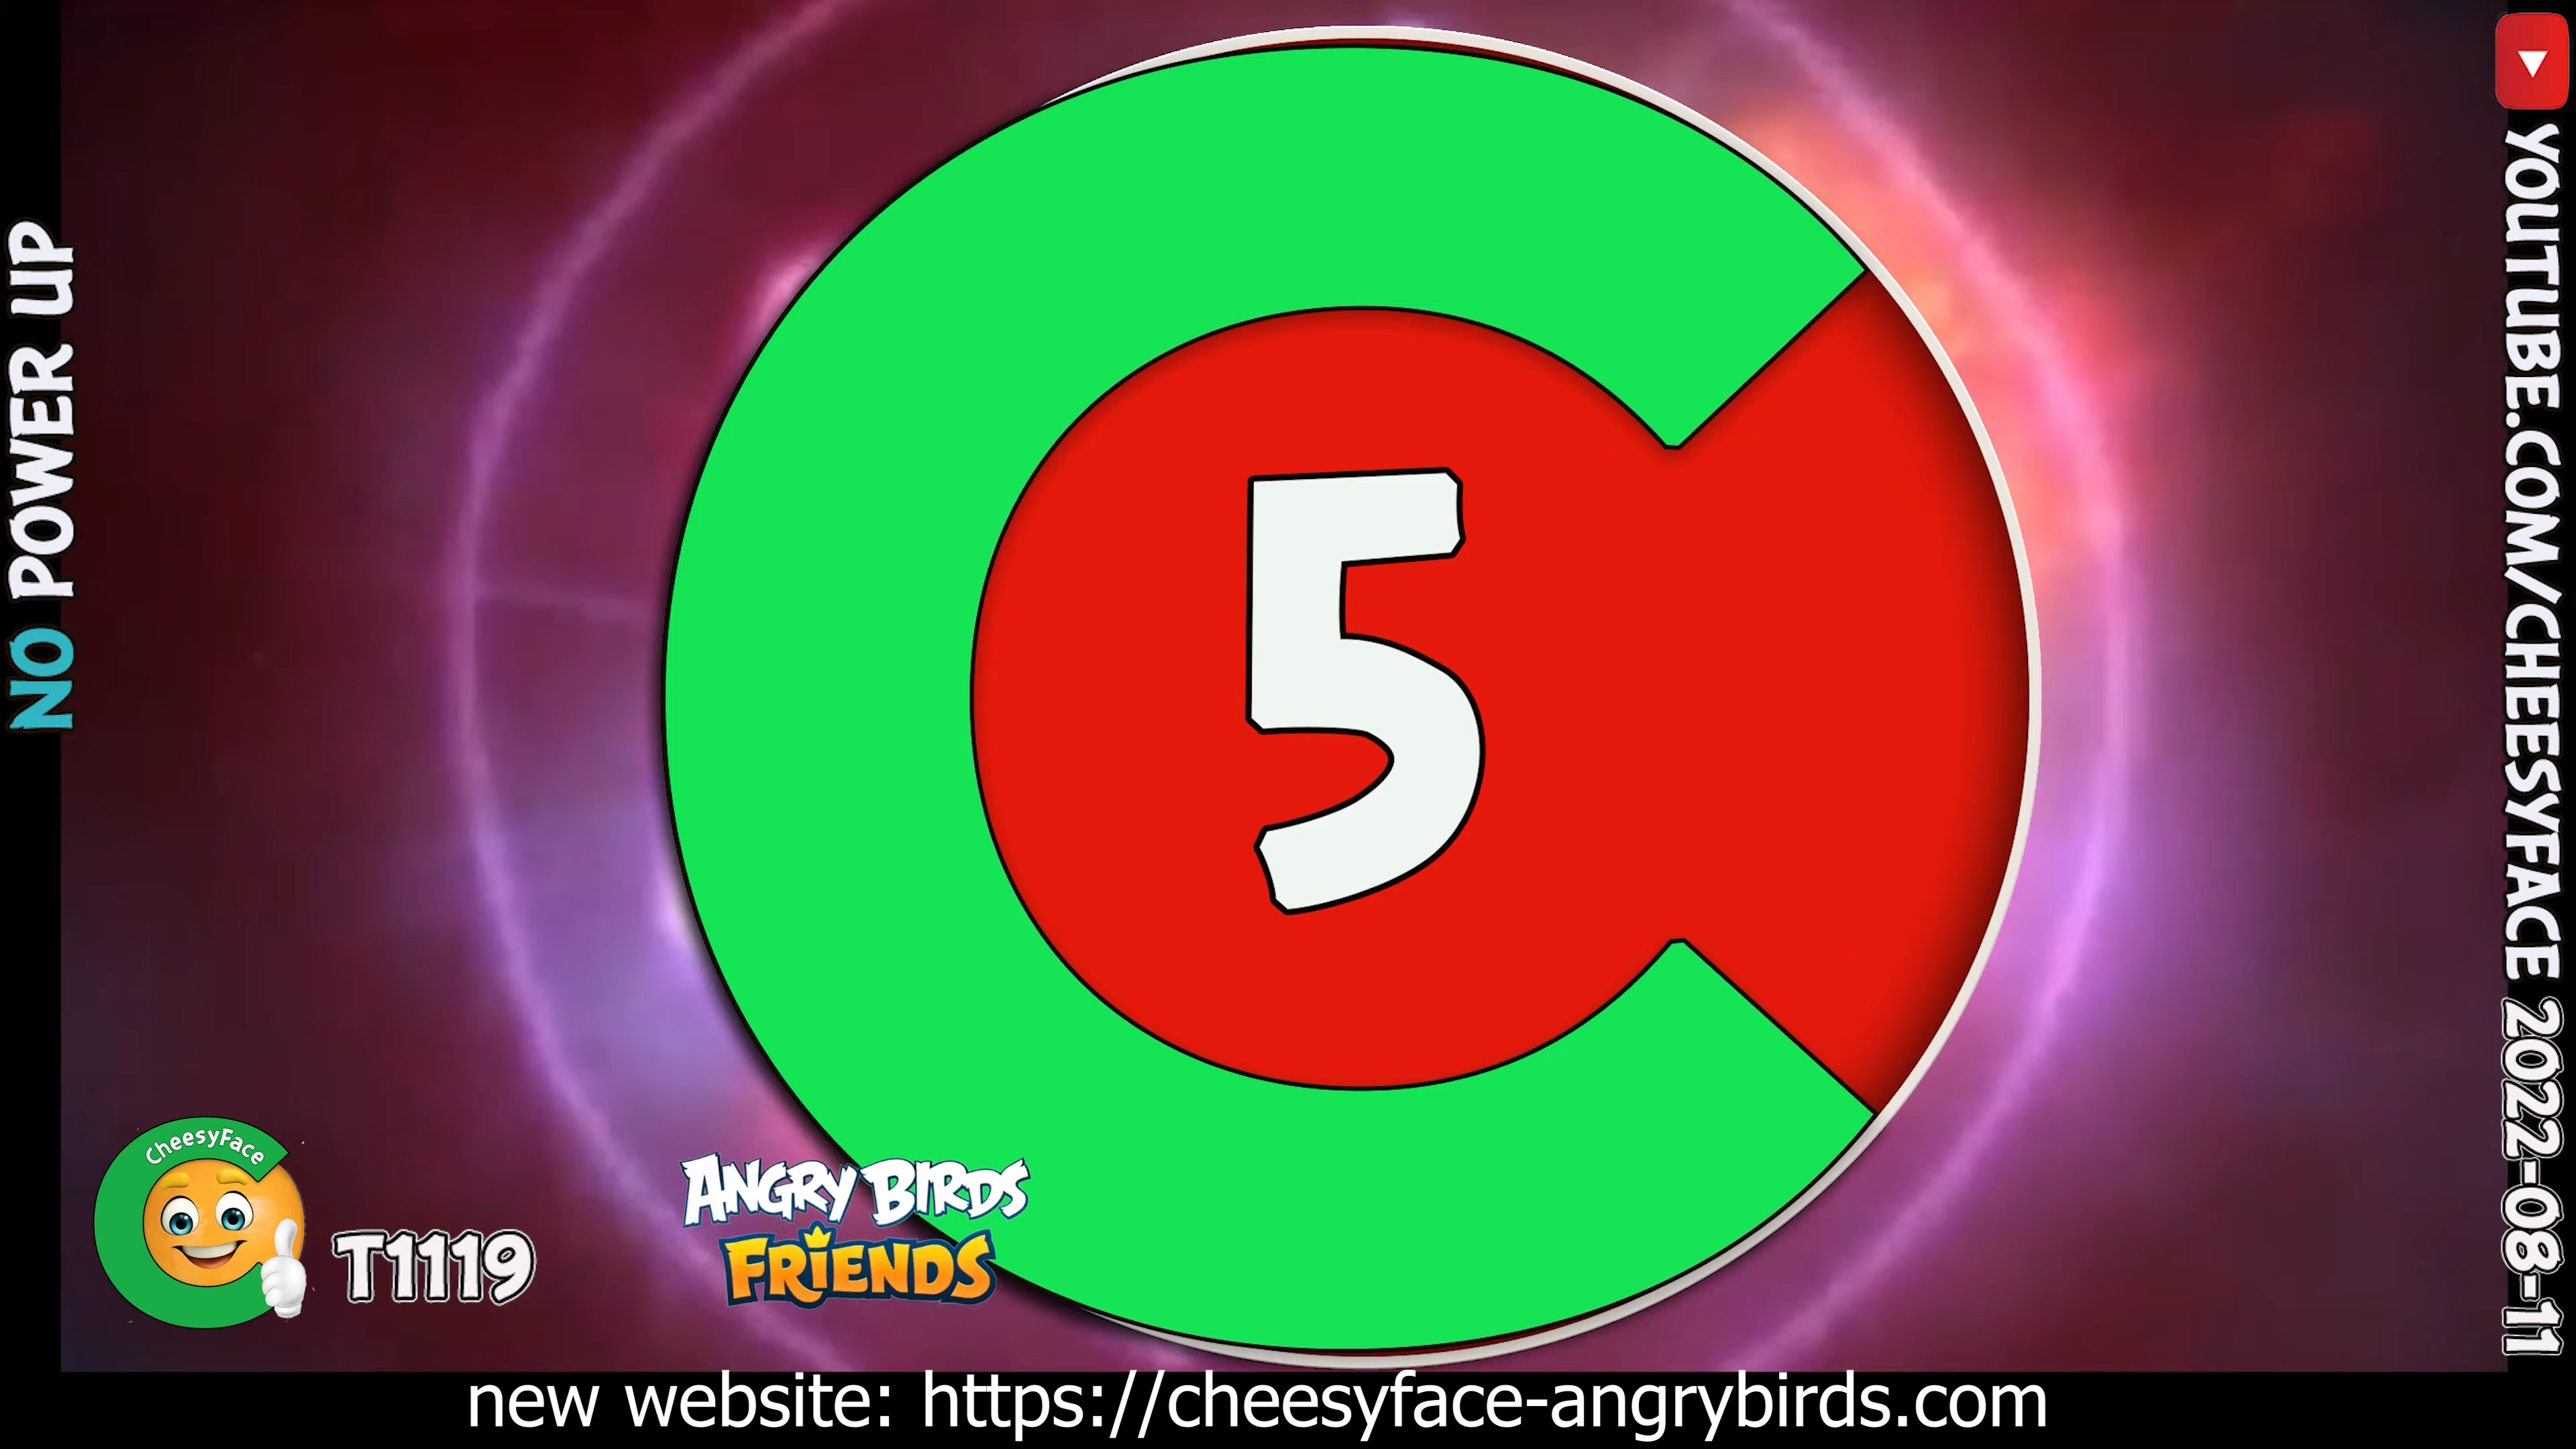 NO POWER UP
5
CheesyFace
T1119
ANGRY BIRDS
FRIENDS
YOUTUBE.COM/CHEESYFACE 2022-08-11
new website: https://cheesyface-angrybirds.com